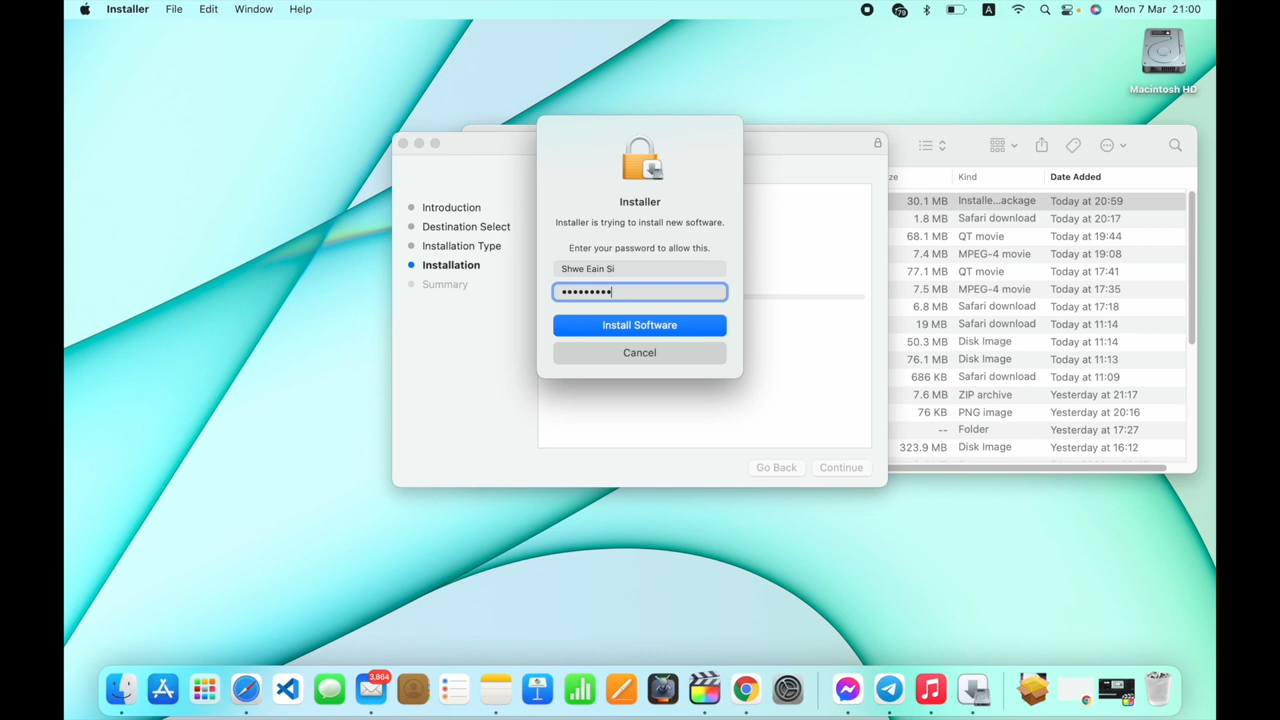 Installer File Edit Window Help
79
A
Mon 7 Mar 21:00
Macintosh HD
Introduction
Destination Select
Installation Type
Installation
Summary
Installer
Installer is trying to install new software.
Enter your password to allow this.
Shwe Eain Si
•••••••••
Install Software
Cancel
Go Back Continue
ze Kind Date Added
30.1 MB Installe...ackage Today at 20:59
1.8 MB Safari download Today at 20:17
68.1 MB QT movie Today at 19:44
7.4 MB MPEG-4 movie Today at 19:08
77.1 MB QT movie Today at 17:41
7.5 MB MPEG-4 movie Today at 17:35
6.8 MB Safari download Today at 17:18
19 MB Safari download Today at 11:14
50.3 MB Disk Image Today at 11:14
76.1 MB Disk Image Today at 11:13
686 KB Safari download Today at 11:09
7.6 MB ZIP archive Yesterday at 21:17
76 KB PNG image Yesterday at 20:16
-- Folder Yesterday at 17:27
323.9 MB Disk Image Yesterday at 16:12
3,864